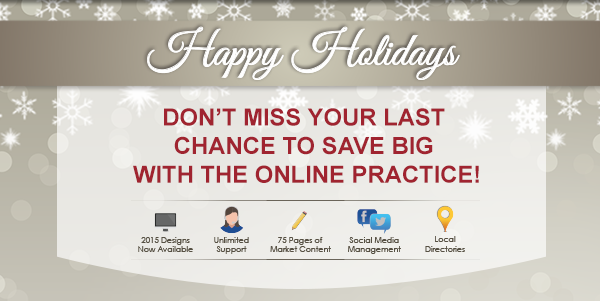 Happy Holidays
DON'T MISS YOUR LAST
CHANCE TO SAVE BIG
WITH THE ONLINE PRACTICE!
2015 Designs
Now Available
Unlimited
Support
75 Pages of
Market Content
Social Media
Management
Local
Directories